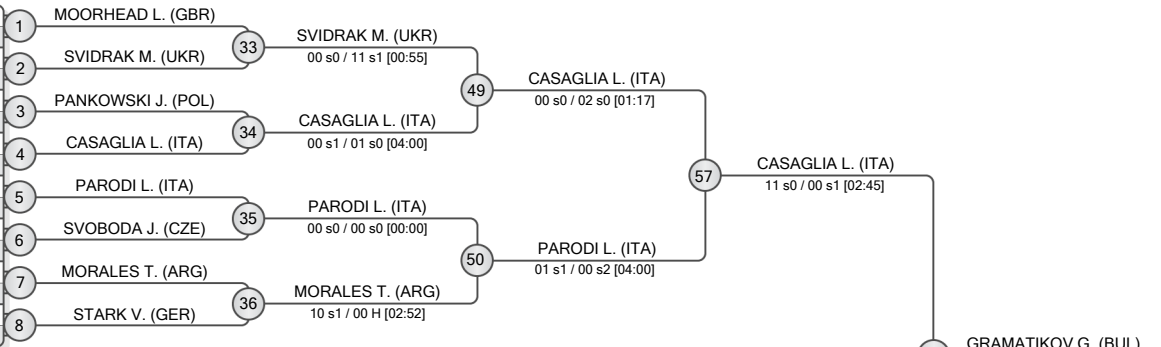 1
MOORHEAD L. (GBR)
2
SVIDRAK M. (UKR)
33
SVIDRAK M. (UKR)
00 s0 / 11 s1 [00:55]
3
PANKOWSKI J. (POL)
4
CASAGLIA L. (ITA)
34
CASAGLIA L. (ITA)
00 s1 / 01 s0 [04:00]
49
CASAGLIA L. (ITA)
00 s0 / 02 s0 [01:17]
5
PARODI L. (ITA)
6
SVOBODA J. (CZE)
35
PARODI L. (ITA)
00 s0 / 00 s0 [00:00]
7
MORALES T. (ARG)
8
STARK V. (GER)
36
MORALES T. (ARG)
10 s1 / 00 H [02:52]
50
PARODI L. (ITA)
01 s1 / 00 s2 [04:00]
57
CASAGLIA L. (ITA)
11 s0 / 00 s1 [02:45]
GRAMATIKOV G. (BUL)